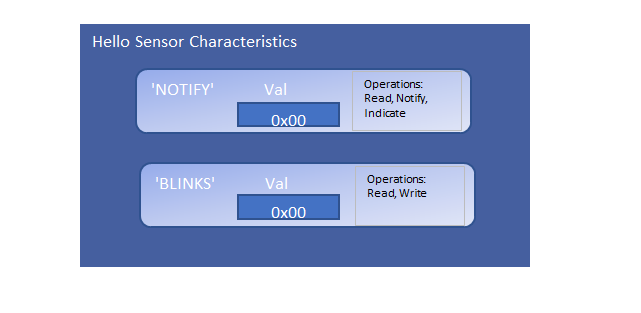 Hello Sensor Characteristics
'NOTIFY' Val
0x00
Operations:
Read, Notify,
Indicate
'BLINKS' Val
0x00
Operations:
Read, Write